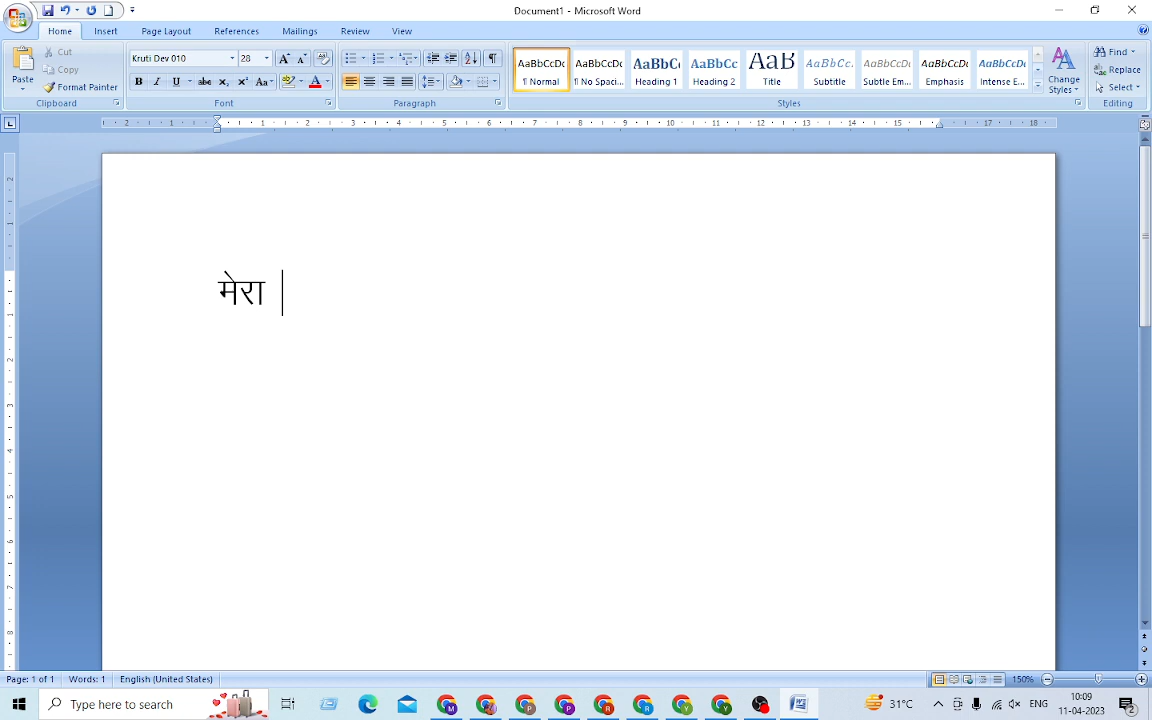 Document1 - Microsoft Word
Home Insert Page Layout References Mailings Review View
Paste
Cut
Copy
Format Painter
Clipboard
Kruti Dev 010 28
Font
Paragraph
AaBbCcDc AaBbCcDc AaBbC AaBbCc AaB AaBbCc. AaBbCcDı AaBbCcDı AaBbCcDı
¶ Normal ¶ No Spaci... Heading 1 Heading 2 Title Subtitle Subtle Em... Emphasis Intense E...
Change Styles
Styles
Find
Replace
Select
Editing
मेरा
Page: 1 of 1 Words: 1 English (United States) 150%
Type here to search
31°C ENG 10:09
11-04-2023